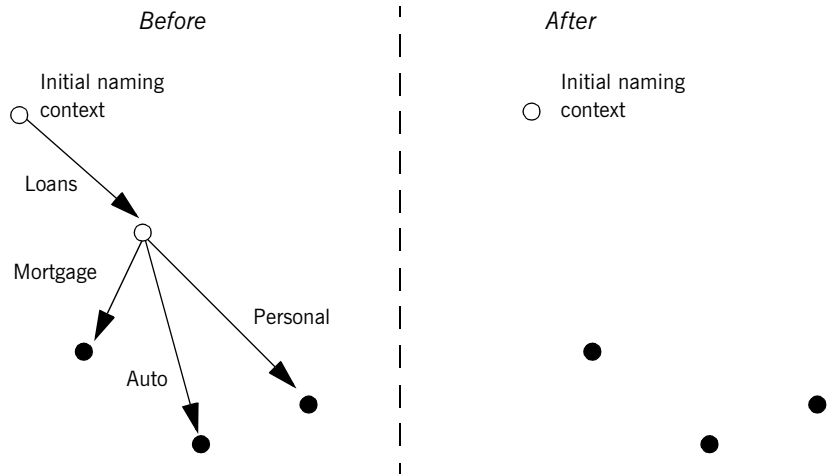 Before
Initial naming
context
Loans
Mortgage
Personal
Auto
After
Initial naming
context